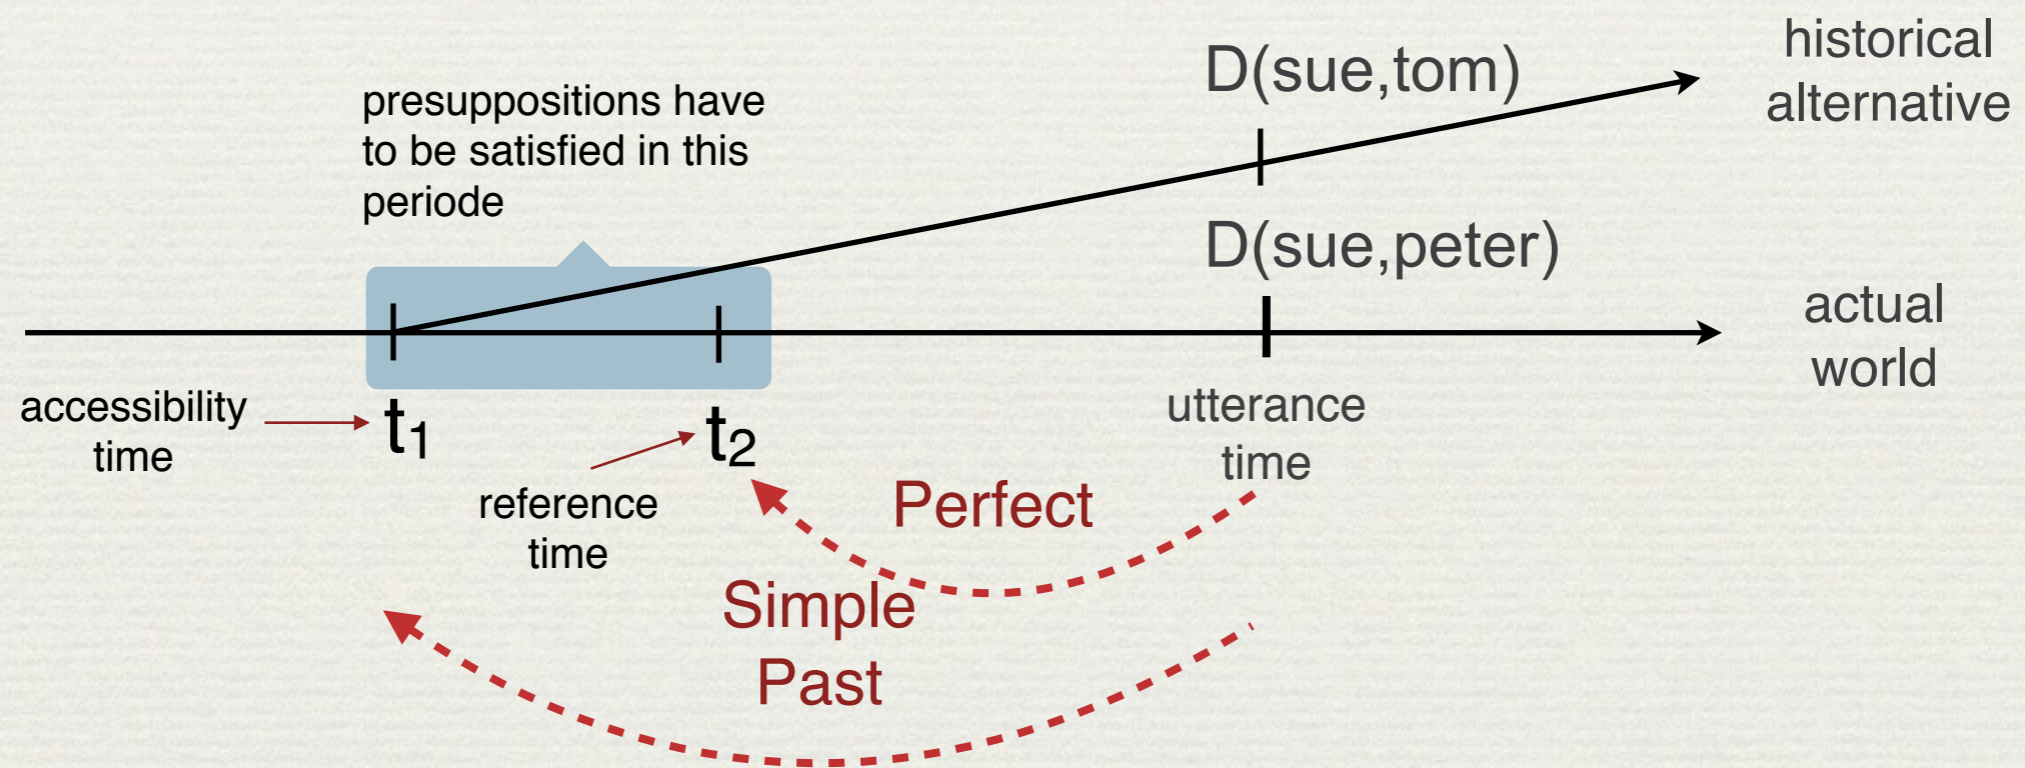 historical
alternative
D(sue,tom)
presuppositions have
to be satisfied in this
periode
D(sue,peter)
actual
world
accessibility
time
t₁
reference
time
t₂
utterance
time
Perfect
Simple
Past